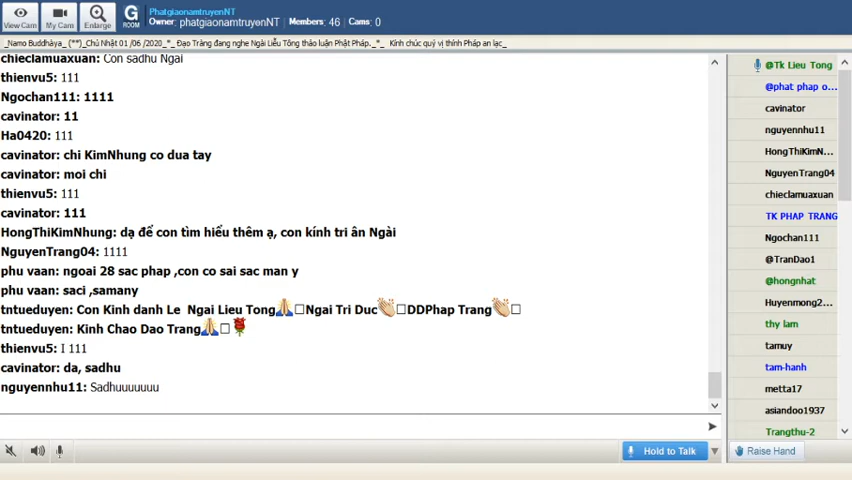 View Cam
My Cam
Enlarge
G
ROOM
PhatgiaonamtruyenNT
Owner: phatgiaonamtruyenNT | Members: 46 | Cams: 0
_Namo Buddhàya_ (**)_Chủ Nhật 01 /06 /2020_*_ Đạo Tràng đang nghe Ngài Liễu Tông thảo luận Phật Pháp._*_ Kính chúc quý vị thính Pháp an lạc_
chieclamuaxuan: Con sadhu Ngai
thienvu5: 111
Ngochan111: 1111
cavinator: 11
Ha0420: 111
cavinator: chi KimNhung co dua tay
cavinator: moi chi
thienvu5: 111
cavinator: 111
HongThiKimNhung: dạ để con tìm hiểu thêm ạ, con kính tri ân Ngài
NguyenTrang04: 1111
phu vaan: ngoai 28 sac phap ,con co sai sac man y
phu vaan: saci ,samany
tntueduyen: Con Kinh danh Le Ngai Lieu Tong🙏□Ngai Tri Duc👏□DDPhap Trang👏□
tntueduyen: Kinh Chao Dao Trang🙏□🌹
thienvu5: I 111
cavinator: da, sadhu
nguyennhu11: Sadhuuuuuuu
@Tk Lieu Tong
@phat phap o...
cavinator
nguyennhu11
HongThiKimN...
NguyenTrang04
chieclamuaxuan
TK PHAP TRANG
Ngochan111
@TranDao1
@hongnhat
Huyenmong2...
thy lam
tamuy
tam-hanh
metta17
asiandoo1937
Trangthu-2
Hold to Talk
Raise Hand